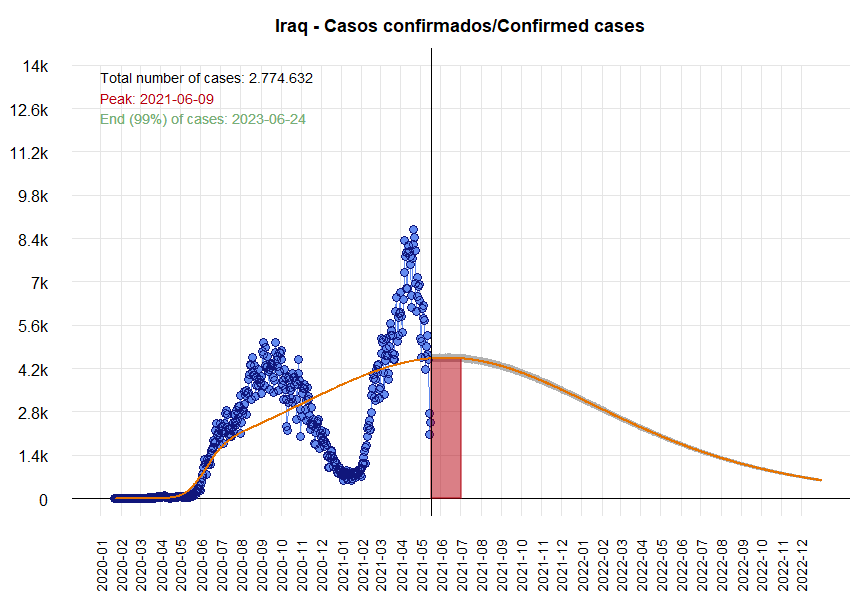 Iraq - Casos confirmados/Confirmed cases
14k
12.6k
11.2k
9.8k
8.4k
7k
5.6k
4.2k
2.8k
1.4k
0
Total number of cases: 2.774.632
Peak: 2021-06-09
End (99%) of cases: 2023-06-24
2020-01
2020-02
2020-03
2020-04
2020-05
2020-06
2020-07
2020-08
2020-09
2020-10
2020-11
2020-12
2021-01
2021-02
2021-03
2021-04
2021-05
2021-06
2021-07
2021-08
2021-09
2021-10
2021-11
2021-12
2022-01
2022-02
2022-03
2022-04
2022-05
2022-06
2022-07
2022-08
2022-09
2022-10
2022-11
2022-12